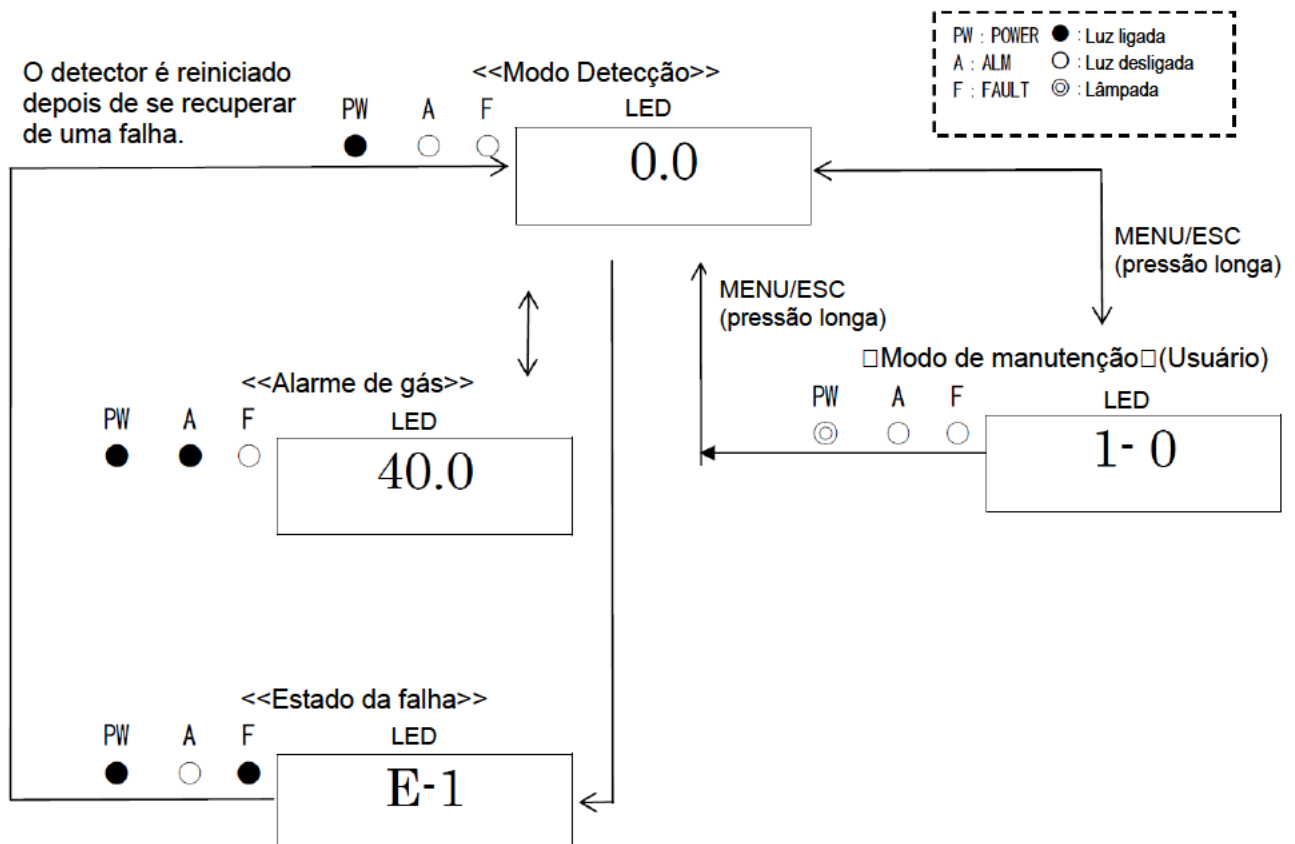 PW : POWER ● : Luz ligada
A : ALM ○ : Luz desligada
F : FAULT ◎ : Lâmpada
O detector é reiniciado
depois de se recuperar
de uma falha.
<<Modo Detecção>>
PW A F LED
0.0
MENU/ESC
(pressão longa)
MENU/ESC
(pressão longa)
□Modo de manutenção□(Usuário)
PW A F LED
1- 0
<<Alarme de gás>>
PW A F LED
40.0
<<Estado da falha>>
PW A F LED
E-1